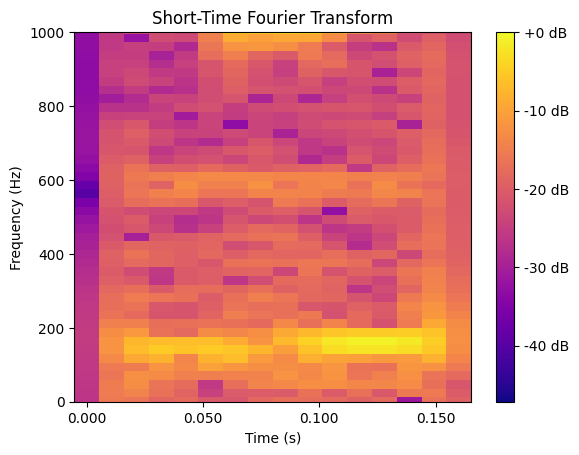 Short-Time Fourier Transform
1000
800
600
400
200
0
Frequency (Hz)
0.000
0.050
0.100
0.150
Time (s)
+0 dB
-10 dB
-20 dB
-30 dB
-40 dB